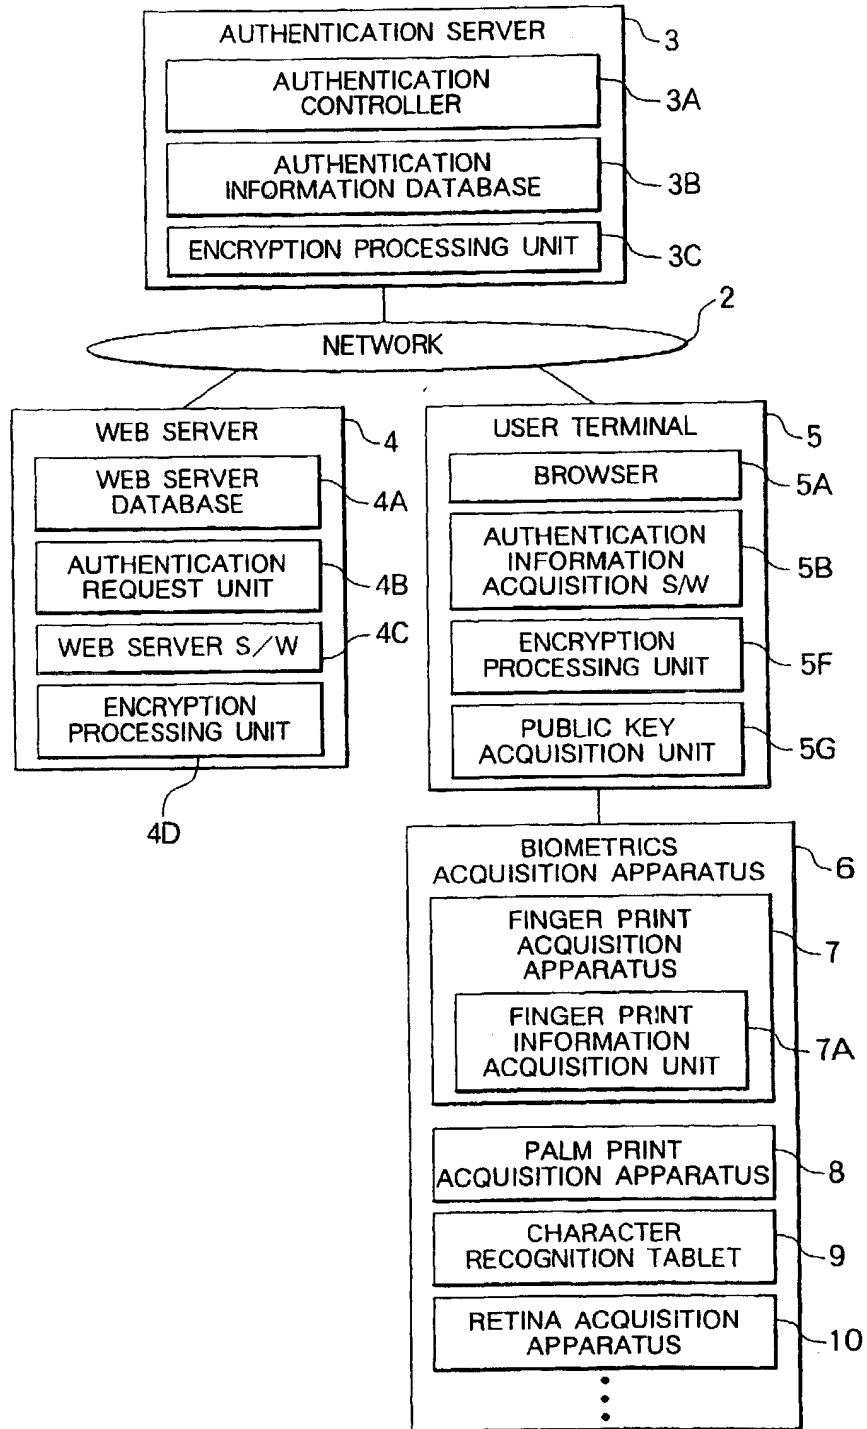 AUTHENTICATION SERVER
3
AUTHENTICATION
CONTROLLER
3A
AUTHENTICATION
INFORMATION DATABASE
3B
ENCRYPTION PROCESSING UNIT
3C
2
NETWORK
WEB SERVER
4
WEB SERVER
DATABASE
4A
AUTHENTICATION
REQUEST UNIT
4B
WEB SERVER S/W
4C
ENCRYPTION
PROCESSING UNIT
4D
USER TERMINAL
5
BROWSER
5A
AUTHENTICATION
INFORMATION
ACQUISITION S/W
5B
ENCRYPTION
PROCESSING UNIT
5F
PUBLIC KEY
ACQUISITION UNIT
5G
BIOMETRICS
ACQUISITION APPARATUS
6
FINGER PRINT
ACQUISITION
APPARATUS
7
FINGER PRINT
INFORMATION
ACQUISITION UNIT
7A
PALM PRINT
ACQUISITION APPARATUS
8
CHARACTER
RECOGNITION TABLET
9
RETINA ACQUISITION
APPARATUS
10